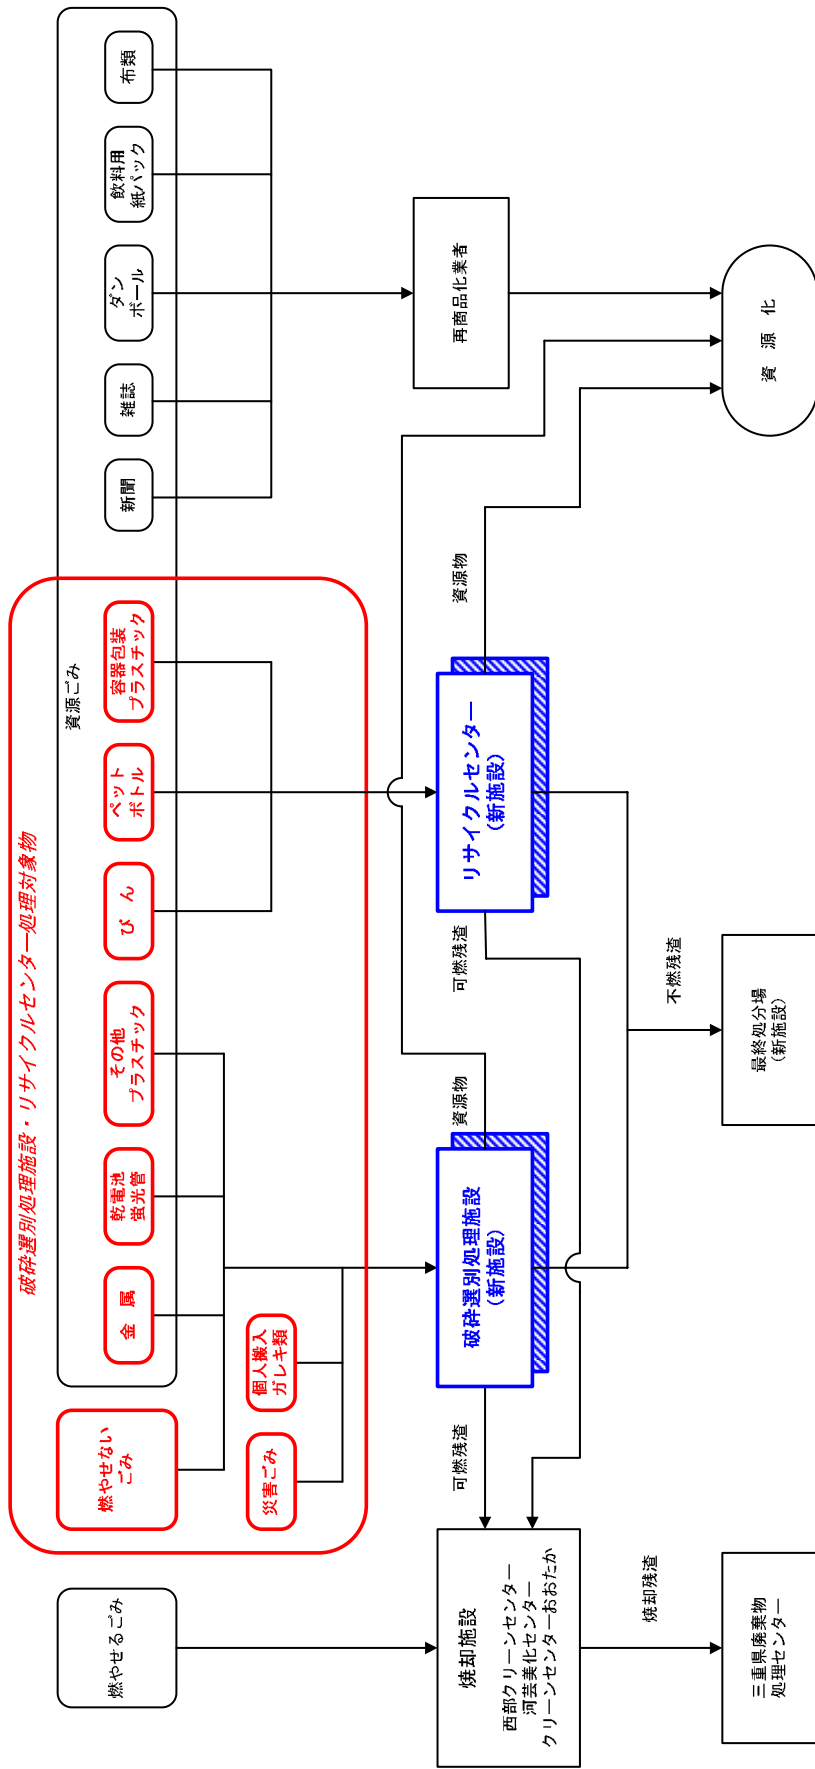 破砕選別処理施設・リサイクルセンター処理対象物
資源ごみ
燃やせるごみ
燃やせない
ごみ
金　属
乾電池
蛍光管
その他
プラスチック
び　ん
ペット
ボトル
容器包装
プラスチック
新聞
雑誌
ダン
ボール
飲料用
紙パック
布類
災害ごみ
個人搬入
ガレキ類
焼却施設
西部クリーンセンター
河芸美化センター
クリーンセンターおおたか
可燃残渣
破砕選別処理施設
（新施設）
資源物
可燃残渣
リサイクルセンター
（新施設）
資源物
再商品化業者
焼却残渣
不燃残渣
三重県廃棄物
処理センター
最終処分場
（新施設）
資　源　化